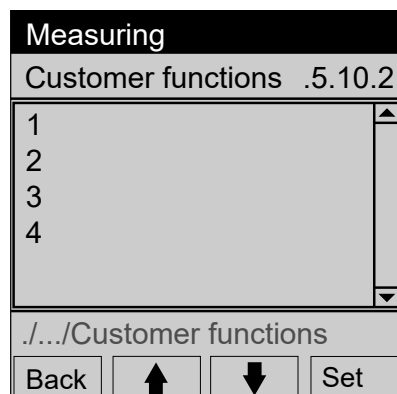 Measuring
Customer functions .5.10.2
1
2
3
4
./.../Customer functions
Back Set